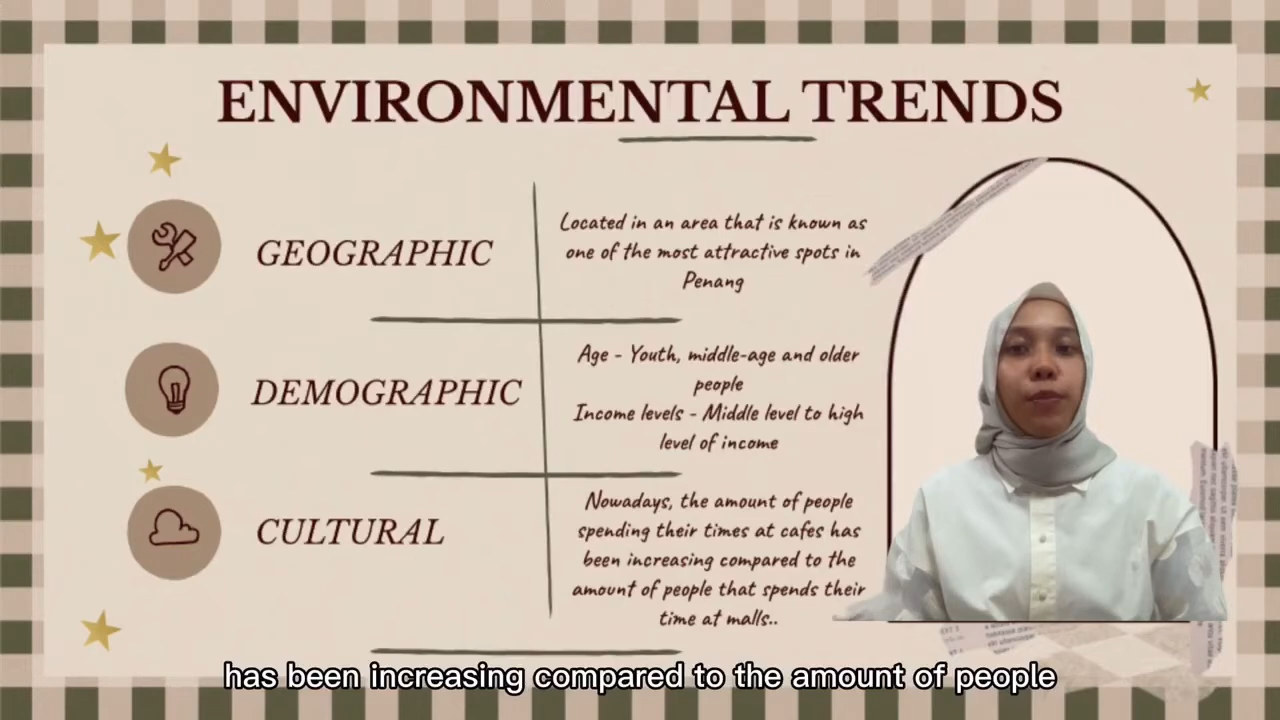 ENVIRONMENTAL TRENDS
GEOGRAPHIC
Located in an area that is known as
one of the most attractive spots in
Penang
DEMOGRAPHIC
Age - Youth, middle-age and older
people
Income levels - Middle level to high
level of income
CULTURAL
Nowadays, the amount of people
spending their times at cafes has
been increasing compared to the
amount of people that spends their
time at malls..
has been increasing compared to the amount of people